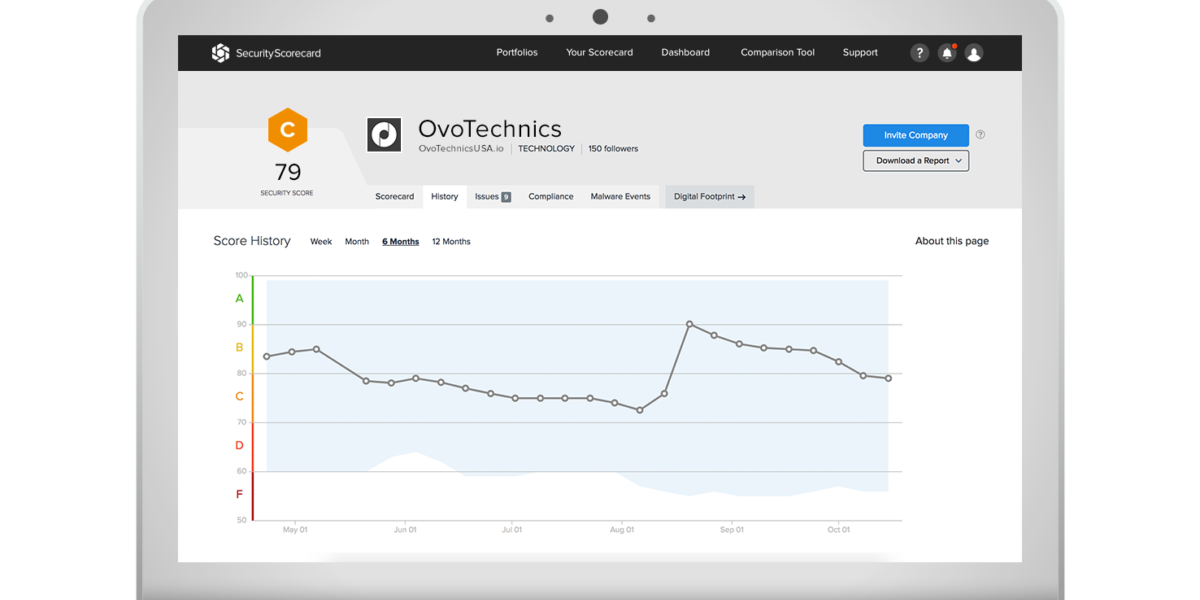 SecurityScorecard Portfolios Your Scorecard Dashboard Comparison Tool Support ?
C
79
SECURITY SCORE
OvoTechnics
OvoTechnicsUSA.io TECHNOLOGY 150 followers
Invite Company ?
Download a Report
Scorecard History Issues 9 Compliance Malware Events Digital Footprint →
Score History Week Month 6 Months 12 Months About this page
100
A
90
B
80
C
70
D
60
F
50
May 01 Jun 01 Jul 01 Aug 01 Sep 01 Oct 01